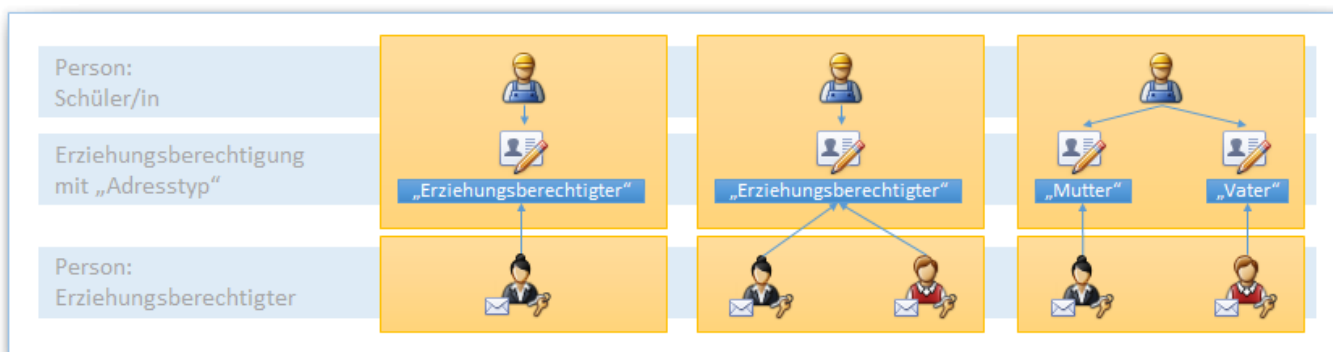 Person:
Schüler/in
Erziehungsberechtigung
mit „Adresstyp“
„Erziehungsberechtigter“
„Erziehungsberechtigter“
„Mutter“
„Vater“
Person:
Erziehungsberechtigter